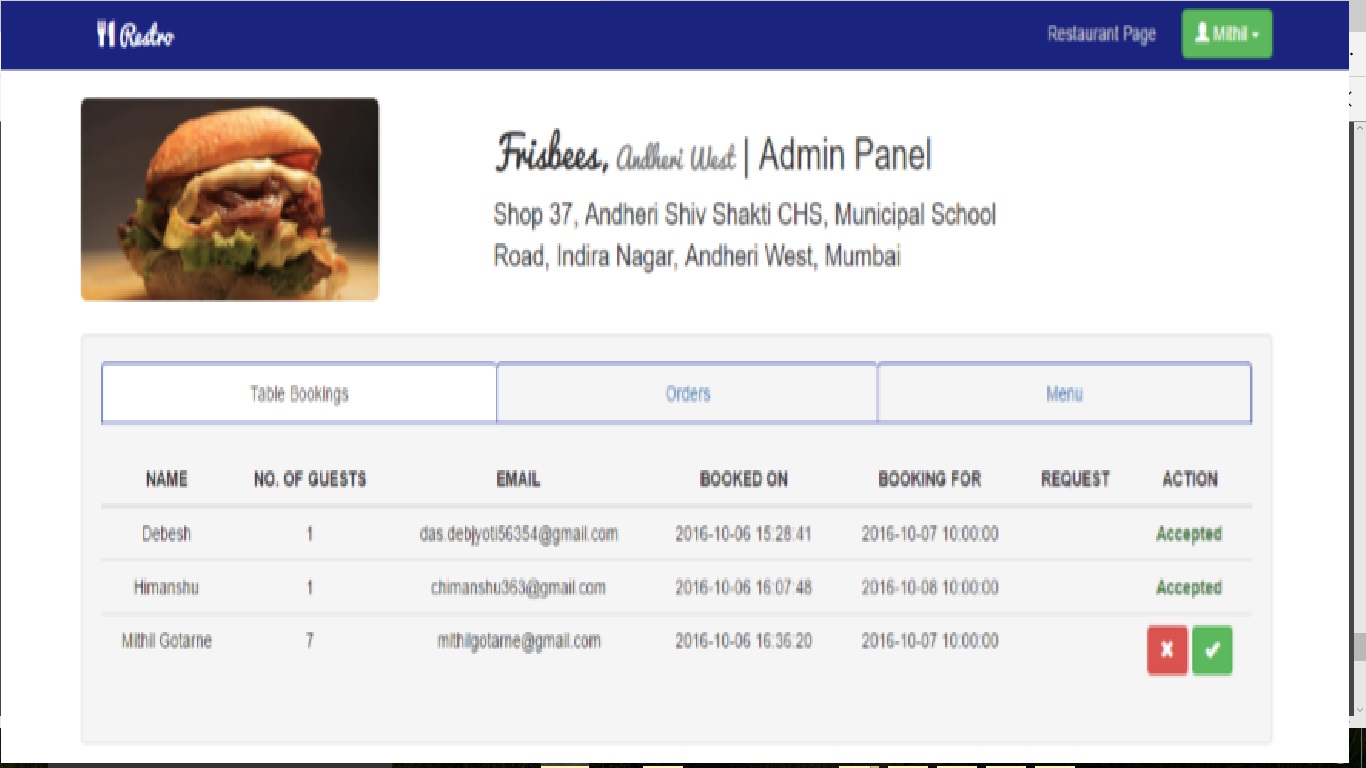 Restro
Restaurant Page
Mithil
Frisbees, Andheri West | Admin Panel
Shop 37, Andheri Shiv Shakti CHS, Municipal School
Road, Indira Nagar, Andheri West, Mumbai
Table Bookings Orders Menu
NAME NO. OF GUESTS EMAIL BOOKED ON BOOKING FOR REQUEST ACTION
Debesh 1 das.debjyoti56354@gmail.com 2016-10-06 15:28:41 2016-10-07 10:00:00 Accepted
Himanshu 1 chimanshu363@gmail.com 2016-10-06 16:07:48 2016-10-08 10:00:00 Accepted
Mithil Gotarne 7 mithilgotarne@gmail.com 2016-10-06 16:36:20 2016-10-07 10:00:00